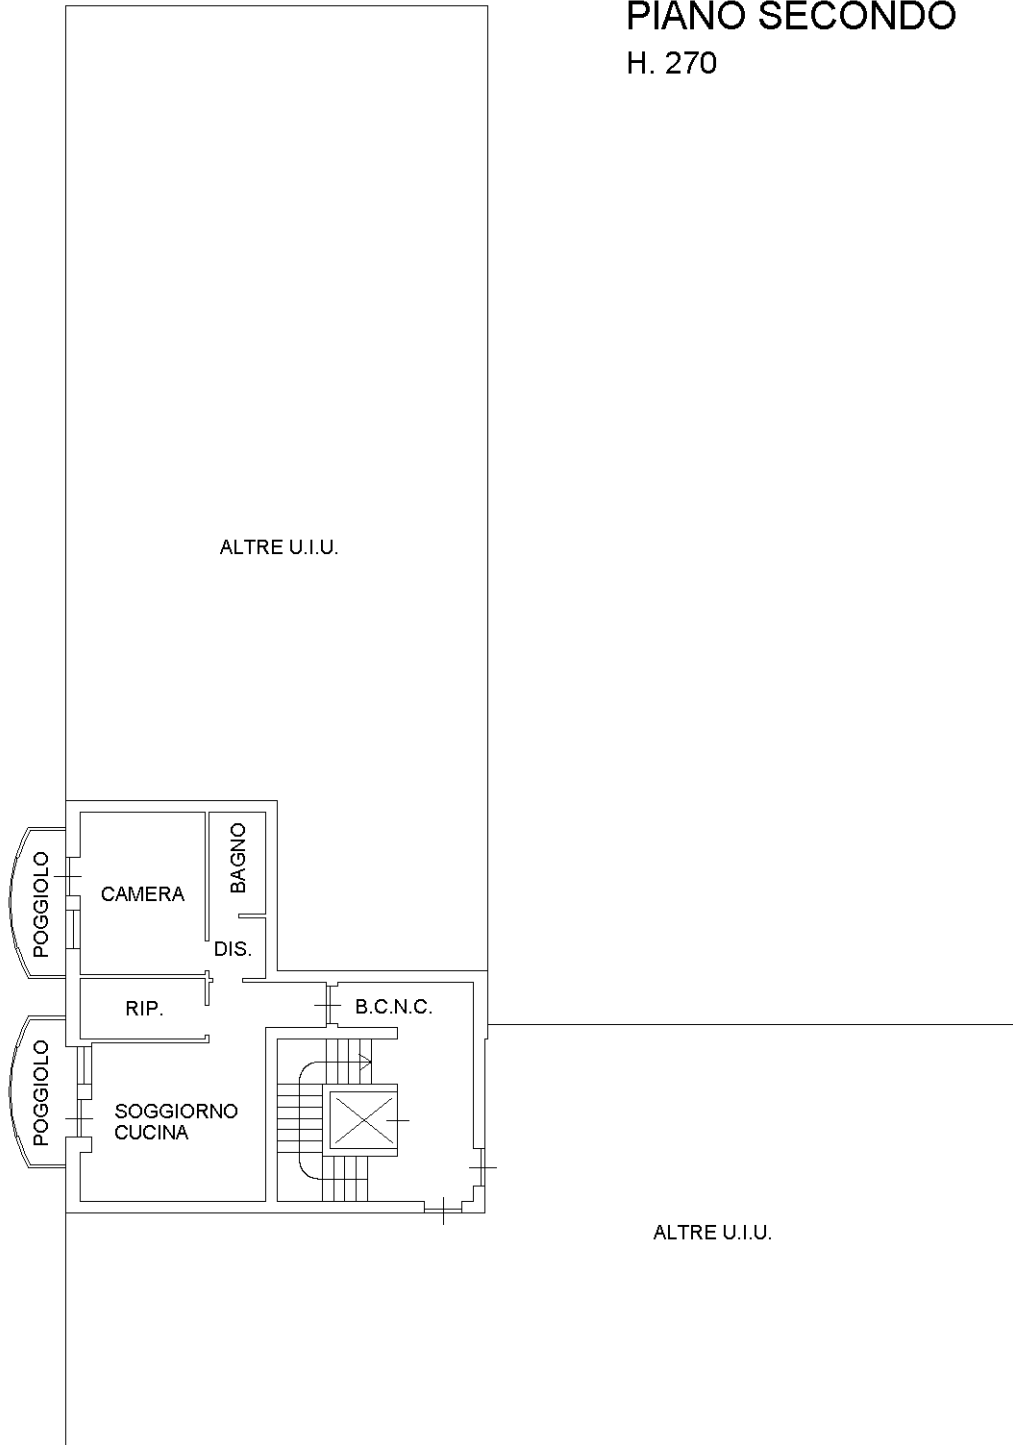 PIANO SECONDO
H. 270
ALTRE U.I.U.
POGGIOLO
CAMERA
BAGNO
DIS.
RIP.
B.C.N.C.
POGGIOLO
SOGGIORNO
CUCINA
ALTRE U.I.U.